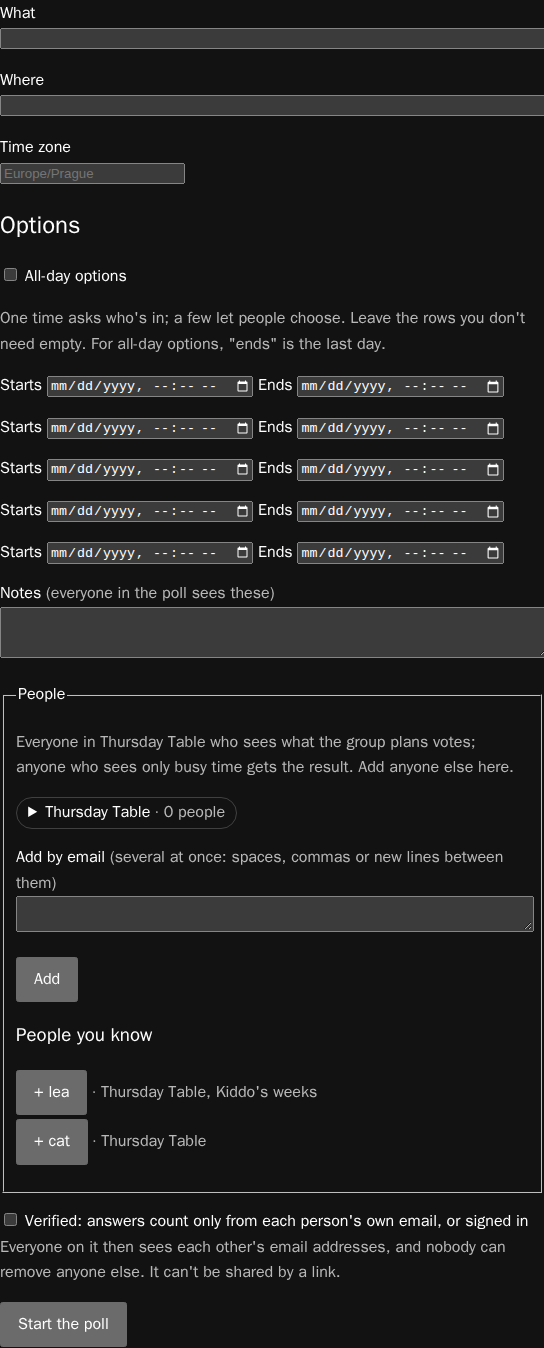 What
Where
Time zone
Europe/Prague
Options
All-day options
One time asks who's in; a few let people choose. Leave the rows you don't
need empty. For all-day options, "ends" is the last day.
Starts mm/dd/yyyy, --:-- -- Ends mm/dd/yyyy, --:-- --
Starts mm/dd/yyyy, --:-- -- Ends mm/dd/yyyy, --:-- --
Starts mm/dd/yyyy, --:-- -- Ends mm/dd/yyyy, --:-- --
Starts mm/dd/yyyy, --:-- -- Ends mm/dd/yyyy, --:-- --
Starts mm/dd/yyyy, --:-- -- Ends mm/dd/yyyy, --:-- --
Notes (everyone in the poll sees these)
People
Everyone in Thursday Table who sees what the group plans votes;
anyone who sees only busy time gets the result. Add anyone else here.
Thursday Table · 0 people
Add by email (several at once: spaces, commas or new lines between
them)
Add
People you know
+ lea · Thursday Table, Kiddo's weeks
+ cat · Thursday Table
Verified: answers count only from each person's own email, or signed in
Everyone on it then sees each other's email addresses, and nobody can
remove anyone else. It can't be shared by a link.
Start the poll